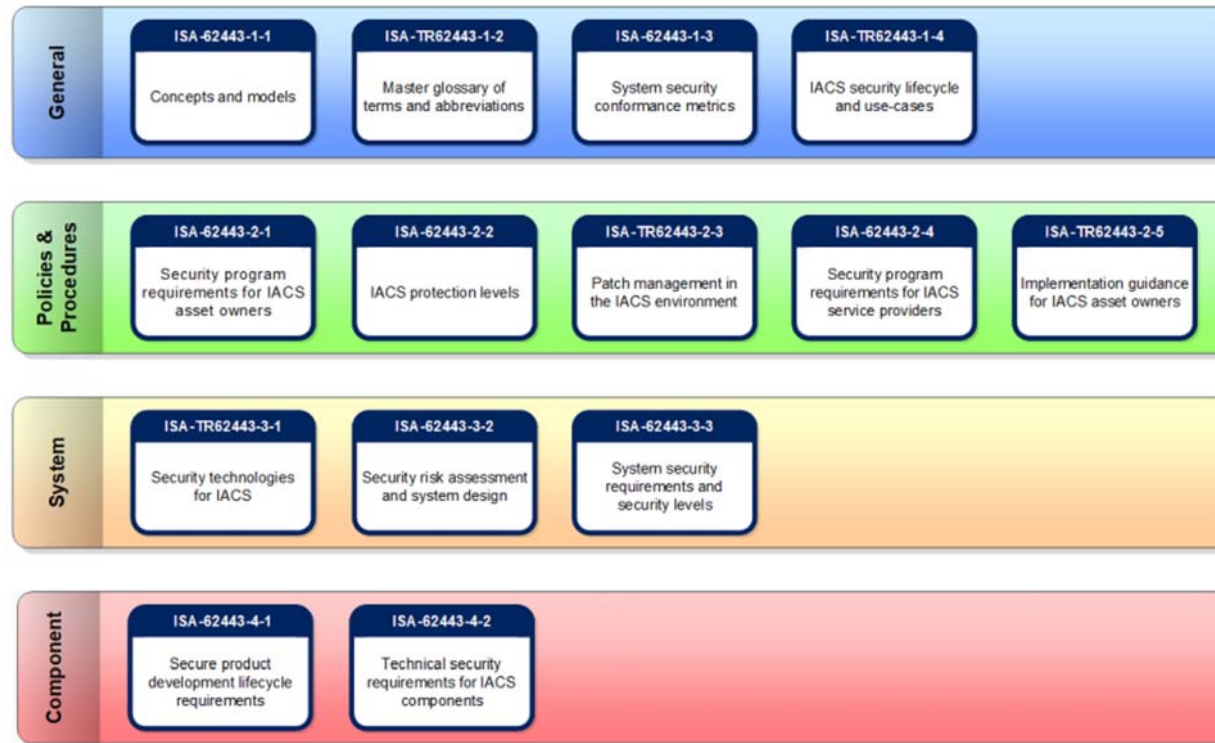 General
ISA-62443-1-1
Concepts and models
ISA-TR62443-1-2
Master glossary of
terms and abbreviations
ISA-62443-1-3
System security
conformance metrics
ISA-TR62443-1-4
IACS security lifecycle
and use-cases
Policies &
Procedures
ISA-62443-2-1
Security program
requirements for IACS
asset owners
ISA-62443-2-2
IACS protection levels
ISA-TR62443-2-3
Patch management in
the IACS environment
ISA-62443-2-4
Security program
requirements for IACS
service providers
ISA-TR62443-2-5
Implementation guidance
for IACS asset owners
System
ISA-TR62443-3-1
Security technologies
for IACS
ISA-62443-3-2
Security risk assessment
and system design
ISA-62443-3-3
System security
requirements and
security levels
Component
ISA-62443-4-1
Secure product
development lifecycle
requirements
ISA-62443-4-2
Technical security
requirements for IACS
components